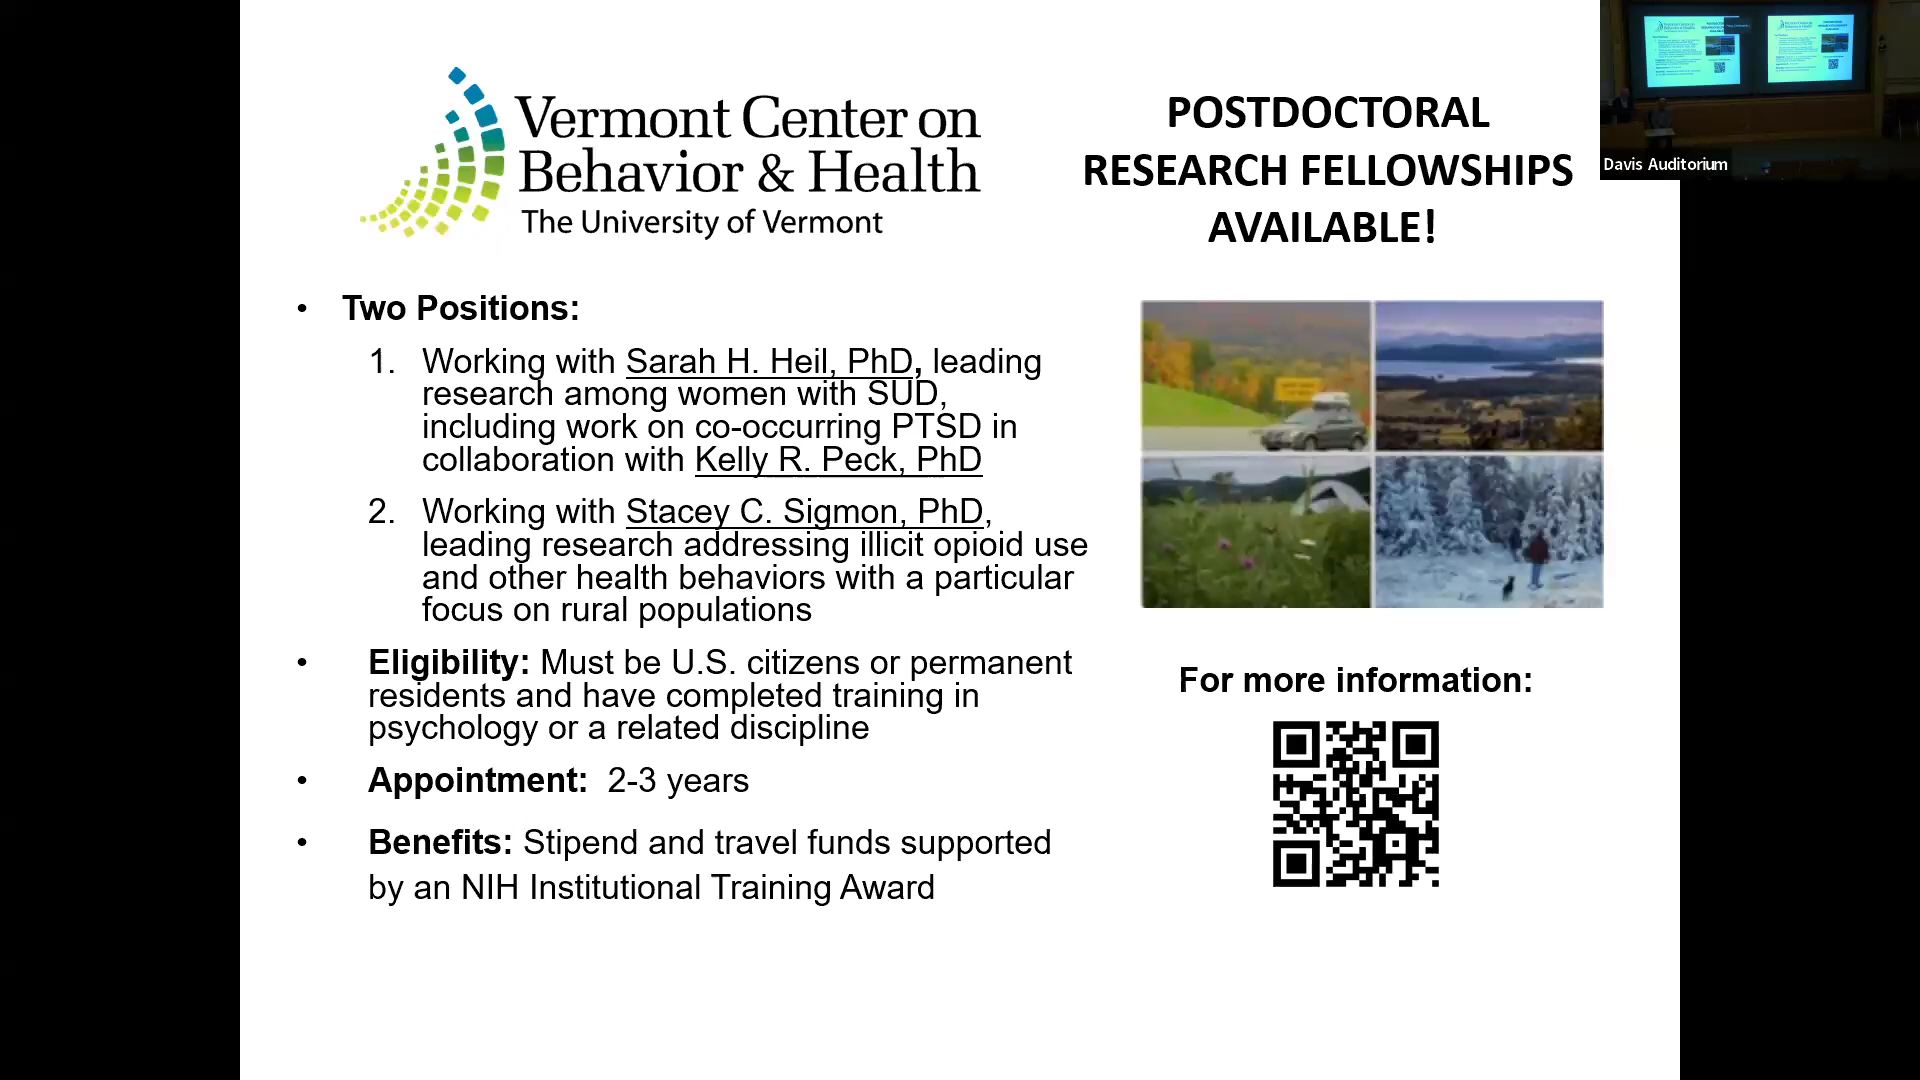 Vermont Center on
Behavior & Health
The University of Vermont
POSTDOCTORAL
RESEARCH FELLOWSHIPS
AVAILABLE!
Davis Auditorium
• Two Positions:
1. Working with Sarah H. Heil, PhD, leading
research among women with SUD,
including work on co-occurring PTSD in
collaboration with Kelly R. Peck, PhD
2. Working with Stacey C. Sigmon, PhD,
leading research addressing illicit opioid use
and other health behaviors with a particular
focus on rural populations
• Eligibility: Must be U.S. citizens or permanent
residents and have completed training in
psychology or a related discipline
• Appointment: 2-3 years
• Benefits: Stipend and travel funds supported
by an NIH Institutional Training Award
For more information: